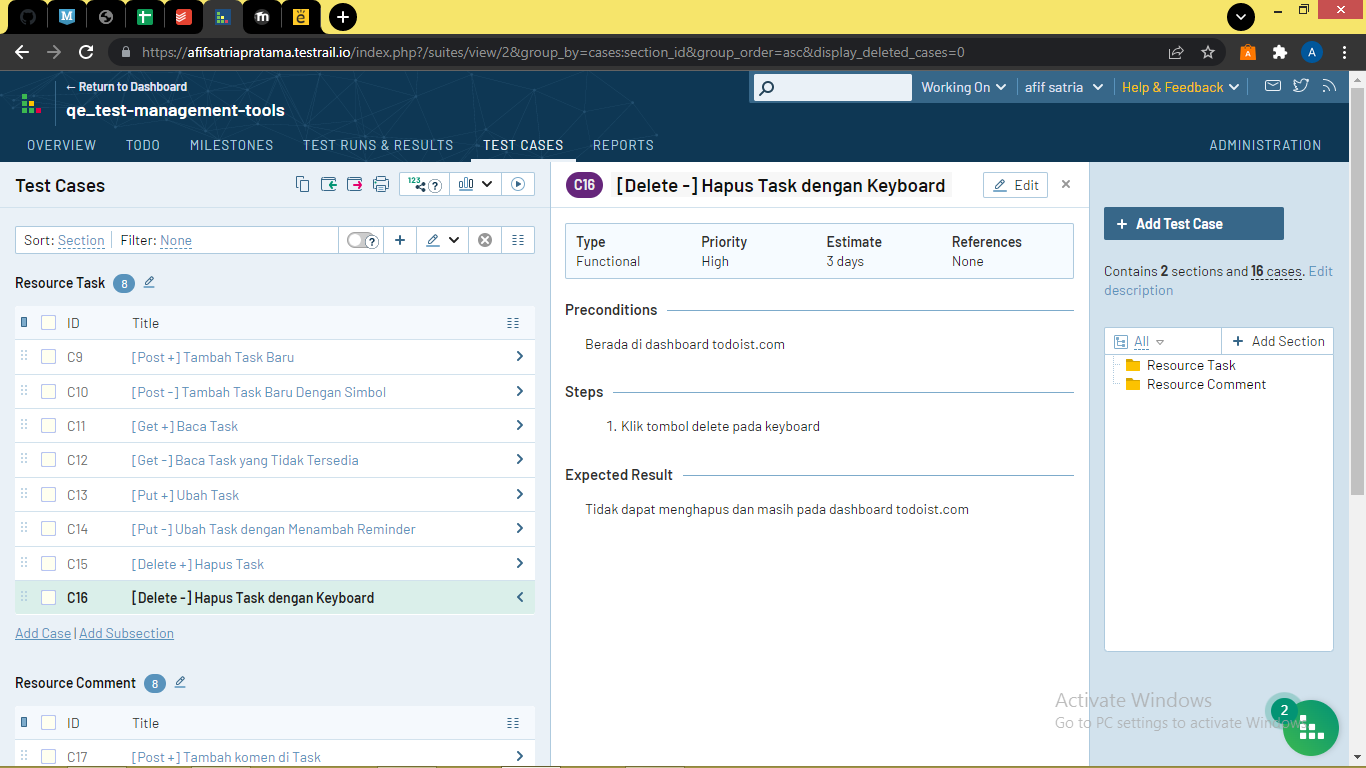 https://afifsatriapratama.testrail.io/index.php?/suites/view/2&group_by=cases:section_id&group_order=asc&display_deleted_cases=0
A
← Return to Dashboard
qe_test-management-tools
Working On
afif satria
Help & Feedback
OVERVIEW
TODO
MILESTONES
TEST RUNS & RESULTS
TEST CASES
REPORTS
ADMINISTRATION
Test Cases
123
?
Sort: Section
Filter: None
?
Resource Task 8
ID Title
C9 [Post +] Tambah Task Baru
C10 [Post -] Tambah Task Baru Dengan Simbol
C11 [Get +] Baca Task
C12 [Get -] Baca Task yang Tidak Tersedia
C13 [Put +] Ubah Task
C14 [Put -] Ubah Task dengan Menambah Reminder
C15 [Delete +] Hapus Task
C16 [Delete -] Hapus Task dengan Keyboard
Add Case | Add Subsection
Resource Comment 8
ID Title
C17 [Post +] Tambah komen di Task
C16 [Delete -] Hapus Task dengan Keyboard
Edit
×
Type Priority Estimate References
Functional High 3 days None
Preconditions
Berada di dashboard todoist.com
Steps
1. Klik tombol delete pada keyboard
Expected Result
Tidak dapat menghapus dan masih pada dashboard todoist.com
+ Add Test Case
Contains 2 sections and 16 cases. Edit
description
All
+ Add Section
Resource Task
Resource Comment
Activate Windows
Go to PC settings to activate Windows.
2